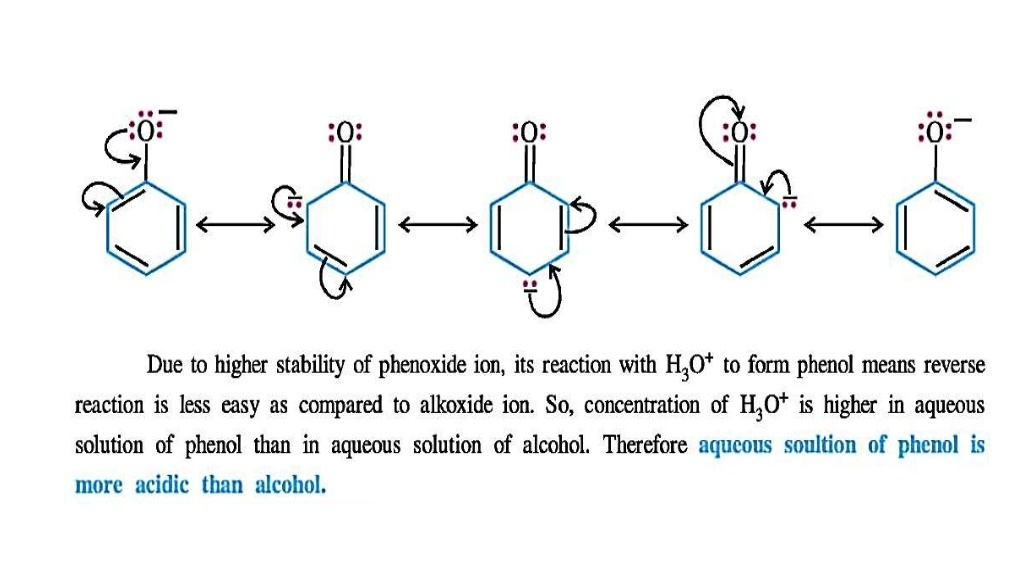 :Ö:⁻ :O: :O: :O: :Ö:⁻
Due to higher stability of phenoxide ion, its reaction with H₃O⁺ to form phenol means reverse
reaction is less easy as compared to alkoxide ion. So, concentration of H₃O⁺ is higher in aqueous
solution of phenol than in aqueous solution of alcohol. Therefore aqueous soultion of phenol is
more acidic than alcohol.